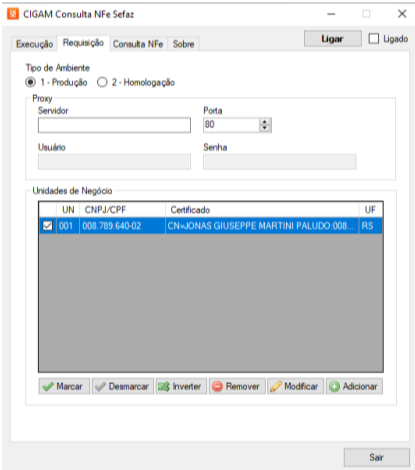 CIGAM Consulta NFe Sefaz
Execução Requisição Consulta NFe Sobre Ligar Ligado
Tipo de Ambiente
1 - Produção 2 - Homologação
Proxy
Servidor Porta
80
Usuário Senha
Unidades de Negócio
UN CNPJ/CPF Certificado UF
001 008.789.640-02 CN=JONAS GIUSEPPE MARTINI PALUDO:008... RS
Marcar Desmarcar Inverter Remover Modificar Adicionar
Sair